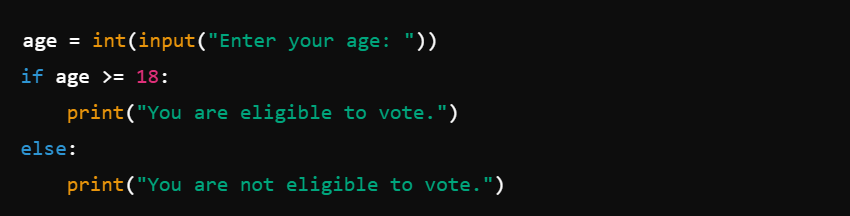 age = int(input("Enter your age: "))
if age >= 18:
    print("You are eligible to vote.")
else:
    print("You are not eligible to vote.")